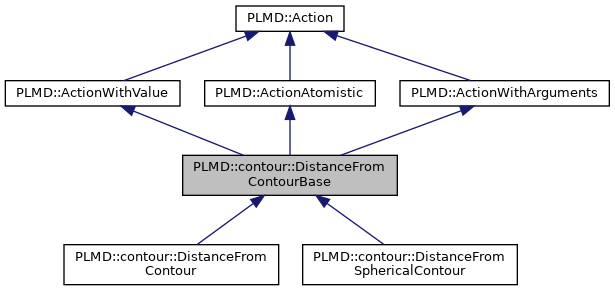 PLMD::Action
PLMD::ActionWithValue
PLMD::ActionAtomistic
PLMD::ActionWithArguments
PLMD::contour::DistanceFrom
ContourBase
PLMD::contour::DistanceFrom
Contour
PLMD::contour::DistanceFrom
SphericalContour